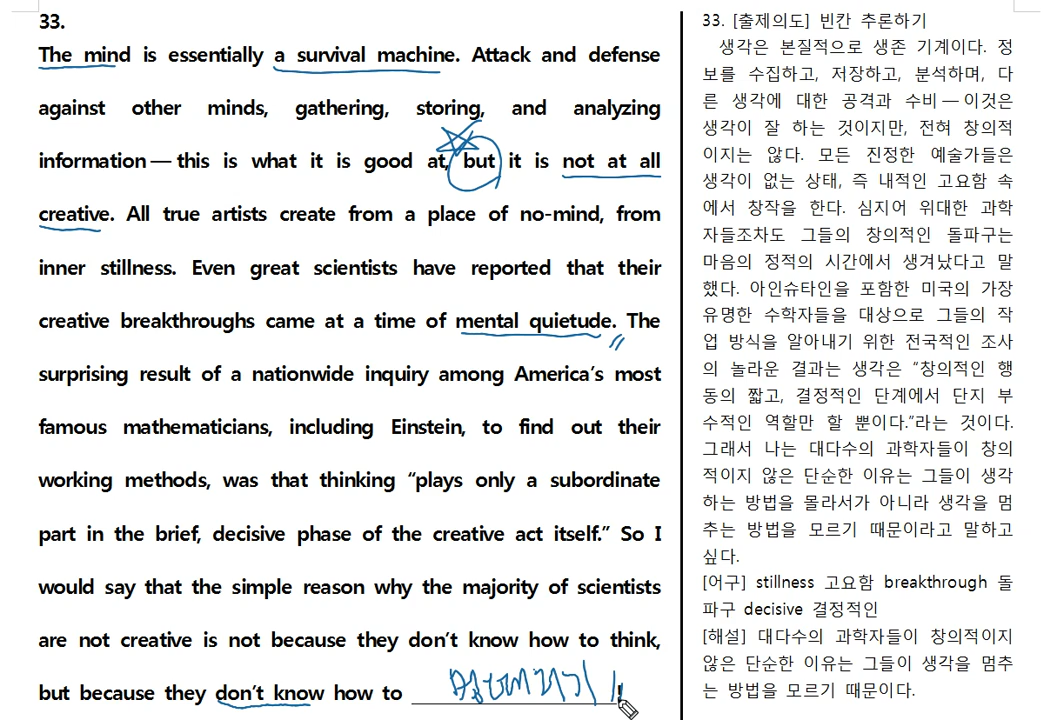 33.
The mind is essentially a survival machine. Attack and defense
against other minds, gathering, storing, and analyzing
information — this is what it is good at, but it is not at all
creative. All true artists create from a place of no-mind, from
inner stillness. Even great scientists have reported that their
creative breakthroughs came at a time of mental quietude. The
surprising result of a nationwide inquiry among America's most
famous mathematicians, including Einstein, to find out their
working methods, was that thinking “plays only a subordinate
part in the brief, decisive phase of the creative act itself.” So I
would say that the simple reason why the majority of scientists
are not creative is not because they don't know how to think,
but because they don't know how to
33. [출제의도] 빈칸 추론하기
생각은 본질적으로 생존 기계이다. 정
보를 수집하고, 저장하고, 분석하며, 다
른 생각에 대한 공격과 수비 — 이것은
생각이 잘 하는 것이지만, 전혀 창의적
이지는 않다. 모든 진정한 예술가들은
생각이 없는 상태, 즉 내적인 고요함 속
에서 창작을 한다. 심지어 위대한 과학
자들조차도 그들의 창의적인 돌파구는
마음의 정적의 시간에서 생겨났다고 말
했다. 아인슈타인을 포함한 미국의 가장
유명한 수학자들을 대상으로 그들의 작
업 방식을 알아내기 위한 전국적인 조사
의 놀라운 결과는 생각은 “창의적인 행
동의 짧고, 결정적인 단계에서 단지 부
수적인 역할만 할 뿐이다.”라는 것이다.
그래서 나는 대다수의 과학자들이 창의
적이지 않은 단순한 이유는 그들이 생각
하는 방법을 몰라서가 아니라 생각을 멈
추는 방법을 모르기 때문이라고 말하고
싶다.
[어구] stillness 고요함 breakthrough 돌
파구 decisive 결정적인
[해설] 대다수의 과학자들이 창의적이지
않은 단순한 이유는 그들이 생각을 멈추
는 방법을 모르기 때문이다.